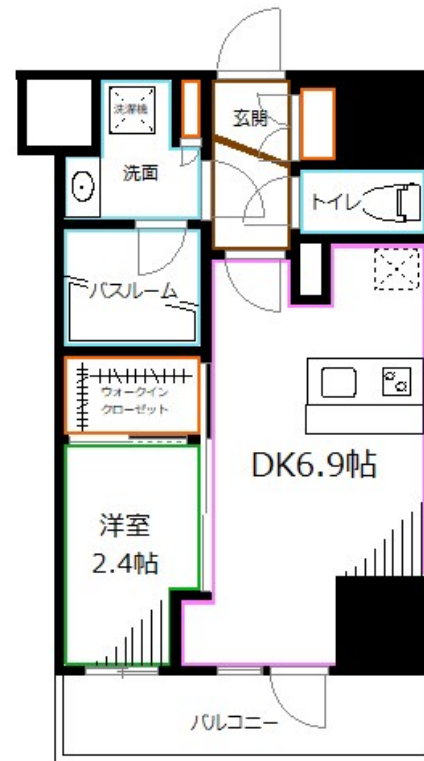 洗濯機
玄関
洗面
トイレ
バスルーム
ウォークイン
クローゼット
DK6.9帖
洋室
2.4帖
バルコニー